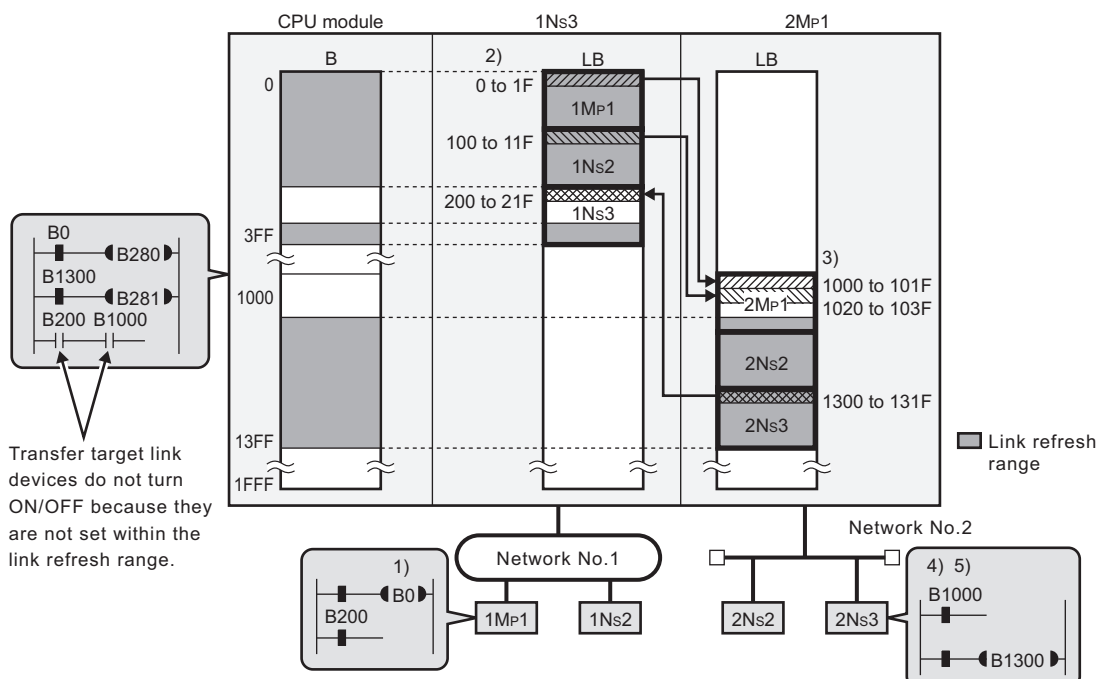 CPU module
1Ns3
2MP1
B
2)
LB
LB
0
0 to 1F
1MP1
100 to 11F
1Ns2
200 to 21F
1Ns3
3FF
B0
B280
B1300
B281
B200 B1000
3)
1000
1000 to 101F
2MP1
1020 to 103F
2Ns2
1300 to 131F
2Ns3
13FF
1FFF
Link refresh
range
Transfer target link
devices do not turn
ON/OFF because they
are not set within the
link refresh range.
Network No.1
Network No.2
1)
B0
B200
1MP1
1Ns2
2Ns2
2Ns3
4) 5)
B1000
B1300